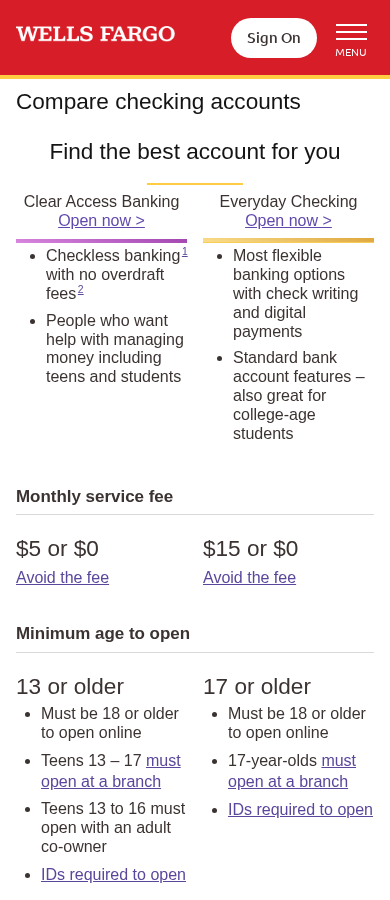 WELLS FARGO
Sign On
MENU
Compare checking accounts
Find the best account for you
Clear Access Banking
Open now >
• Checkless banking1
with no overdraft
fees2
• People who want
help with managing
money including
teens and students
Everyday Checking
Open now >
• Most flexible
banking options
with check writing
and digital
payments
• Standard bank
account features –
also great for
college-age
students
Monthly service fee
$5 or $0
Avoid the fee
$15 or $0
Avoid the fee
Minimum age to open
13 or older
• Must be 18 or older
to open online
• Teens 13 – 17 must
open at a branch
• Teens 13 to 16 must
open with an adult
co-owner
• IDs required to open
17 or older
• Must be 18 or older
to open online
• 17-year-olds must
open at a branch
• IDs required to open